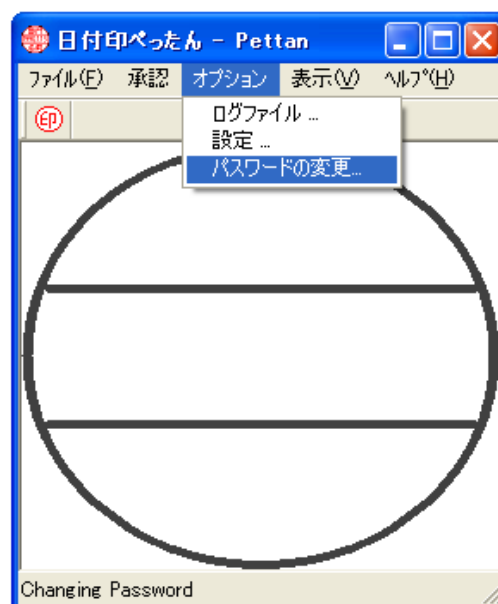 日付印ぺったん - Pettan
ファイル(F) 承認 オプション 表示(V) ヘルプ(H)
印
ログファイル ...
設定 ...
パスワードの変更...
Changing Password